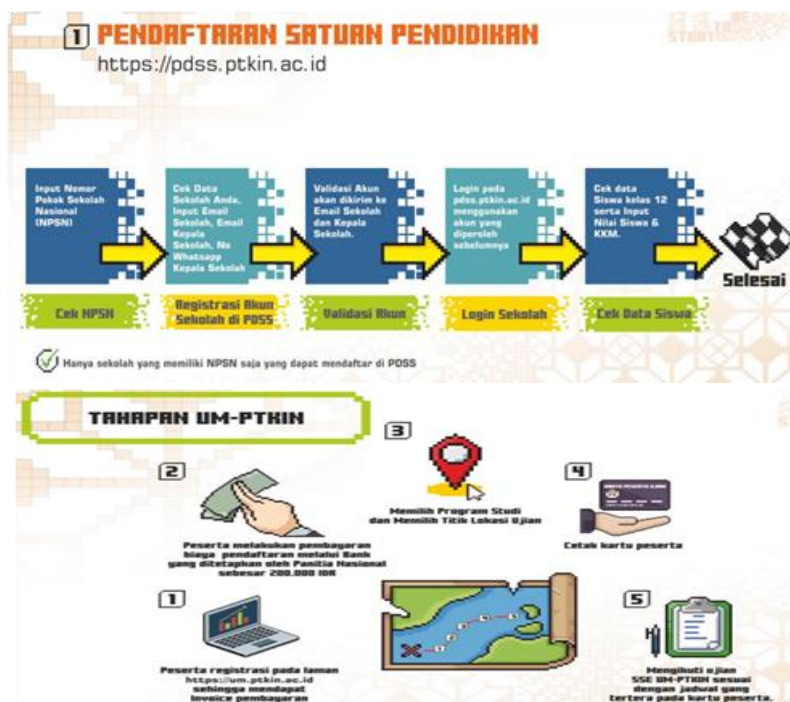 1 PENDAFTARAN SATUAN PENDIDIKAN
https://pdss.ptkin.ac.id
Input Nomor
Pokok Sekolah
Nasional
(NPSN)
Cek Data
Sekolah Anda,
Input Email
Sekolah, Email
Kepala
Sekolah, No
Whatsapp
Kepala Sekolah
Validasi Akun
akan dikirim ke
Email Sekolah
dan Kepala
Sekolah.
Login pada
pdss.ptkin.ac.id
menggunakan
akun yang
diperoleh
sebelumnya
Cek data
Siswa kelas 12
serta Input
Nilai Siswa &
KKM.
Selesai
Cek NPSN
Registrasi Akun
Sekolah di PDSS
Validasi Akun
Login Sekolah
Cek Data Siswa
Hanya sekolah yang memiliki NPSN saja yang dapat mendaftar di PDSS
TAHAPAN UM-PTKIN
3
Memilih Program Studi
dan Memilih Titik Lokasi Ujian
2
Peserta melakukan pembayaran
biaya pendaftaran melalui Bank
yang ditetapkan oleh Panitia Nasional
sebesar 200.000 IDR
4
Cetak kartu peserta
1
Peserta registrasi pada laman
https://um.ptkin.ac.id
sehingga mendapat
Invoice pembayaran
5
Mengikuti ujian
SSE UM-PTKIN sesuai
dengan jadwal yang
tertera pada kartu peserta.